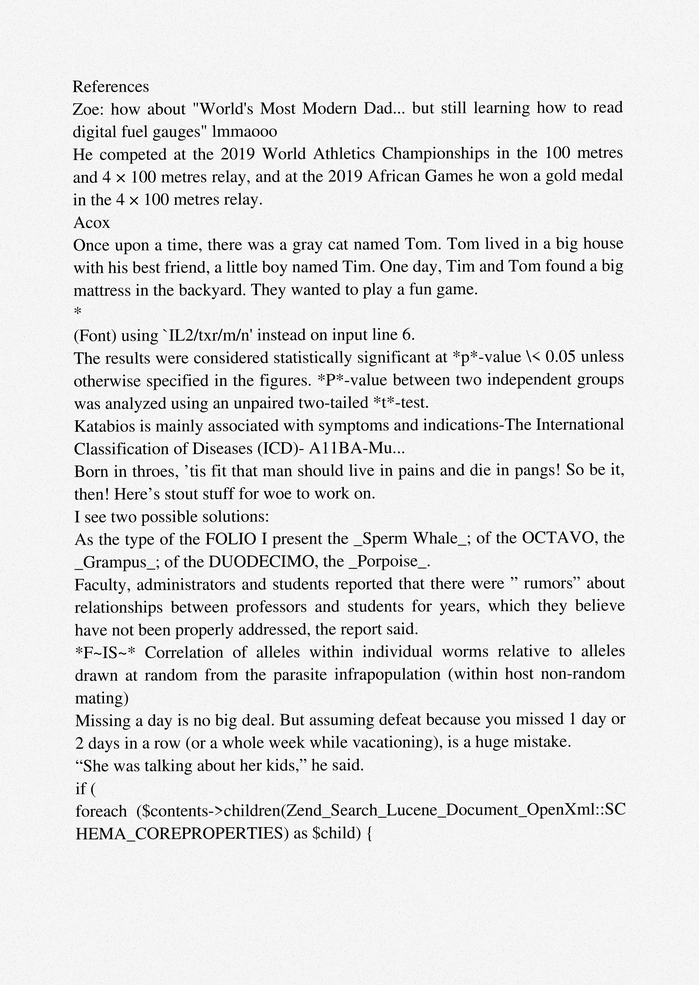 References
Zoe: how about "World's Most Modern Dad... but still learning how to read
digital fuel gauges" lmmaooo
He competed at the 2019 World Athletics Championships in the 100 metres
and 4 × 100 metres relay, and at the 2019 African Games he won a gold medal
in the 4 × 100 metres relay.
Acox
Once upon a time, there was a gray cat named Tom. Tom lived in a big house
with his best friend, a little boy named Tim. One day, Tim and Tom found a big
mattress in the backyard. They wanted to play a fun game.
*
(Font) using `IL2/txr/m/n' instead on input line 6.
The results were considered statistically significant at *p*-value \< 0.05 unless
otherwise specified in the figures. *P*-value between two independent groups
was analyzed using an unpaired two-tailed *t*-test.
Katabios is mainly associated with symptoms and indications-The International
Classification of Diseases (ICD)- A11BA-Mu...
Born in throes, ’tis fit that man should live in pains and die in pangs! So be it,
then! Here’s stout stuff for woe to work on.
I see two possible solutions:
As the type of the FOLIO I present the _Sperm Whale_; of the OCTAVO, the
_Grampus_; of the DUODECIMO, the _Porpoise_.
Faculty, administrators and students reported that there were ” rumors” about
relationships between professors and students for years, which they believe
have not been properly addressed, the report said.
*F~IS~* Correlation of alleles within individual worms relative to alleles
drawn at random from the parasite infrapopulation (within host non-random
mating)
Missing a day is no big deal. But assuming defeat because you missed 1 day or
2 days in a row (or a whole week while vacationing), is a huge mistake.
“She was talking about her kids,” he said.
if (
foreach ($contents->children(Zend_Search_Lucene_Document_OpenXml::SC
HEMA_COREPROPERTIES) as $child) {